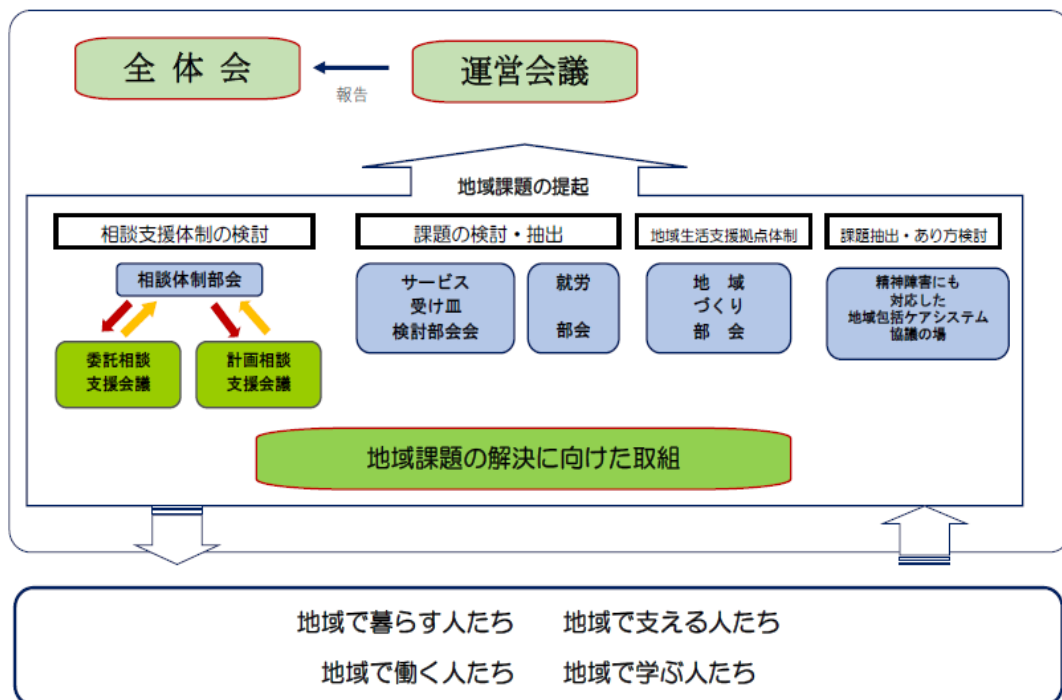 全体会
運営会議
報告
地域課題の提起
相談支援体制の検討
課題の検討・抽出
地域生活支援拠点体制
課題抽出・あり方検討
相談体制部会
委託相談
支援会議
計画相談
支援会議
サービス
受け皿
検討部会会
就労
部会
地域
づくり
部会
精神障害にも
対応した
地域包括ケアシステム
協議の場
地域課題の解決に向けた取組
地域で暮らす人たち 地域で支える人たち
地域で働く人たち 地域で学ぶ人たち